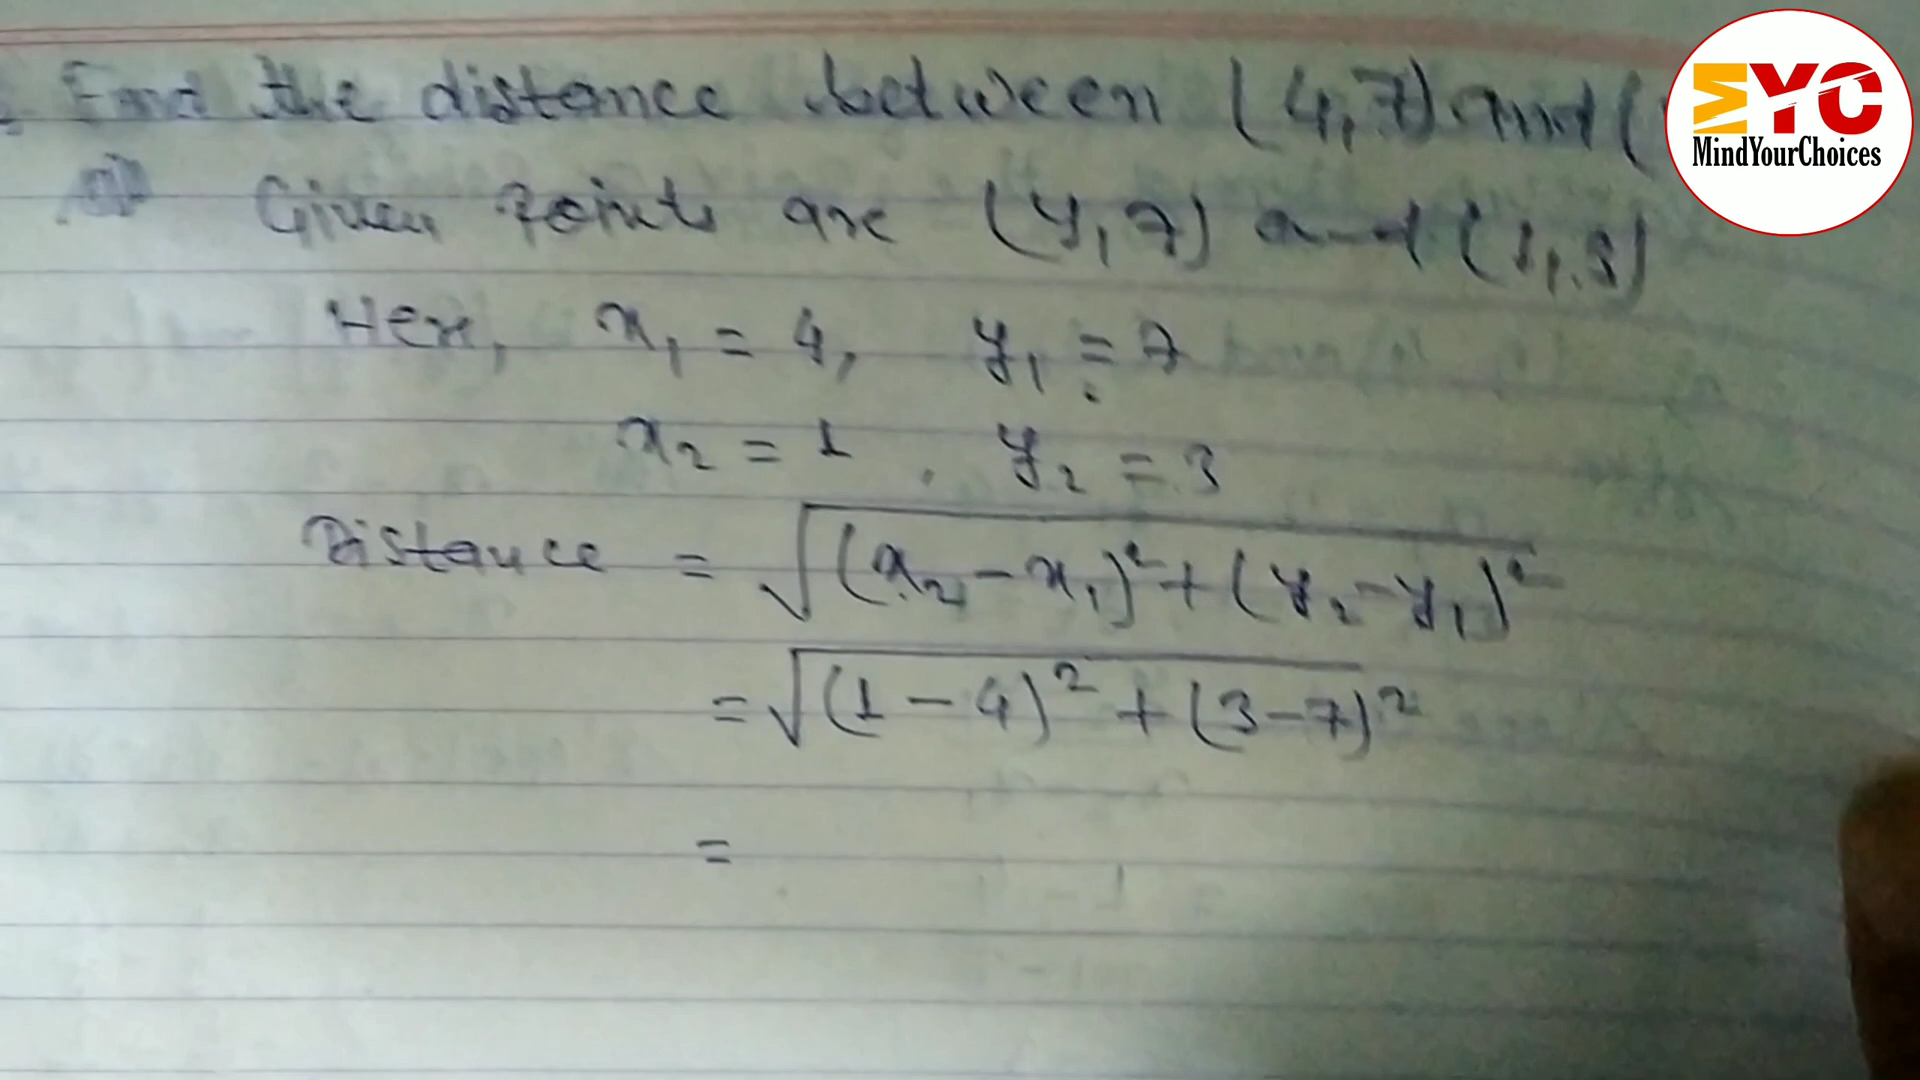 Find the distance between (4,7) and (
Given points are (4,7) and (1,3)
Here, x₁ = 4, y₁ = 7
x₂ = 1, y₂ = 3
Distance = √(x₂-x₁)²+(y₂-y₁)²
= √(1-4)² + (3-7)²
=
MYC
MindYourChoices